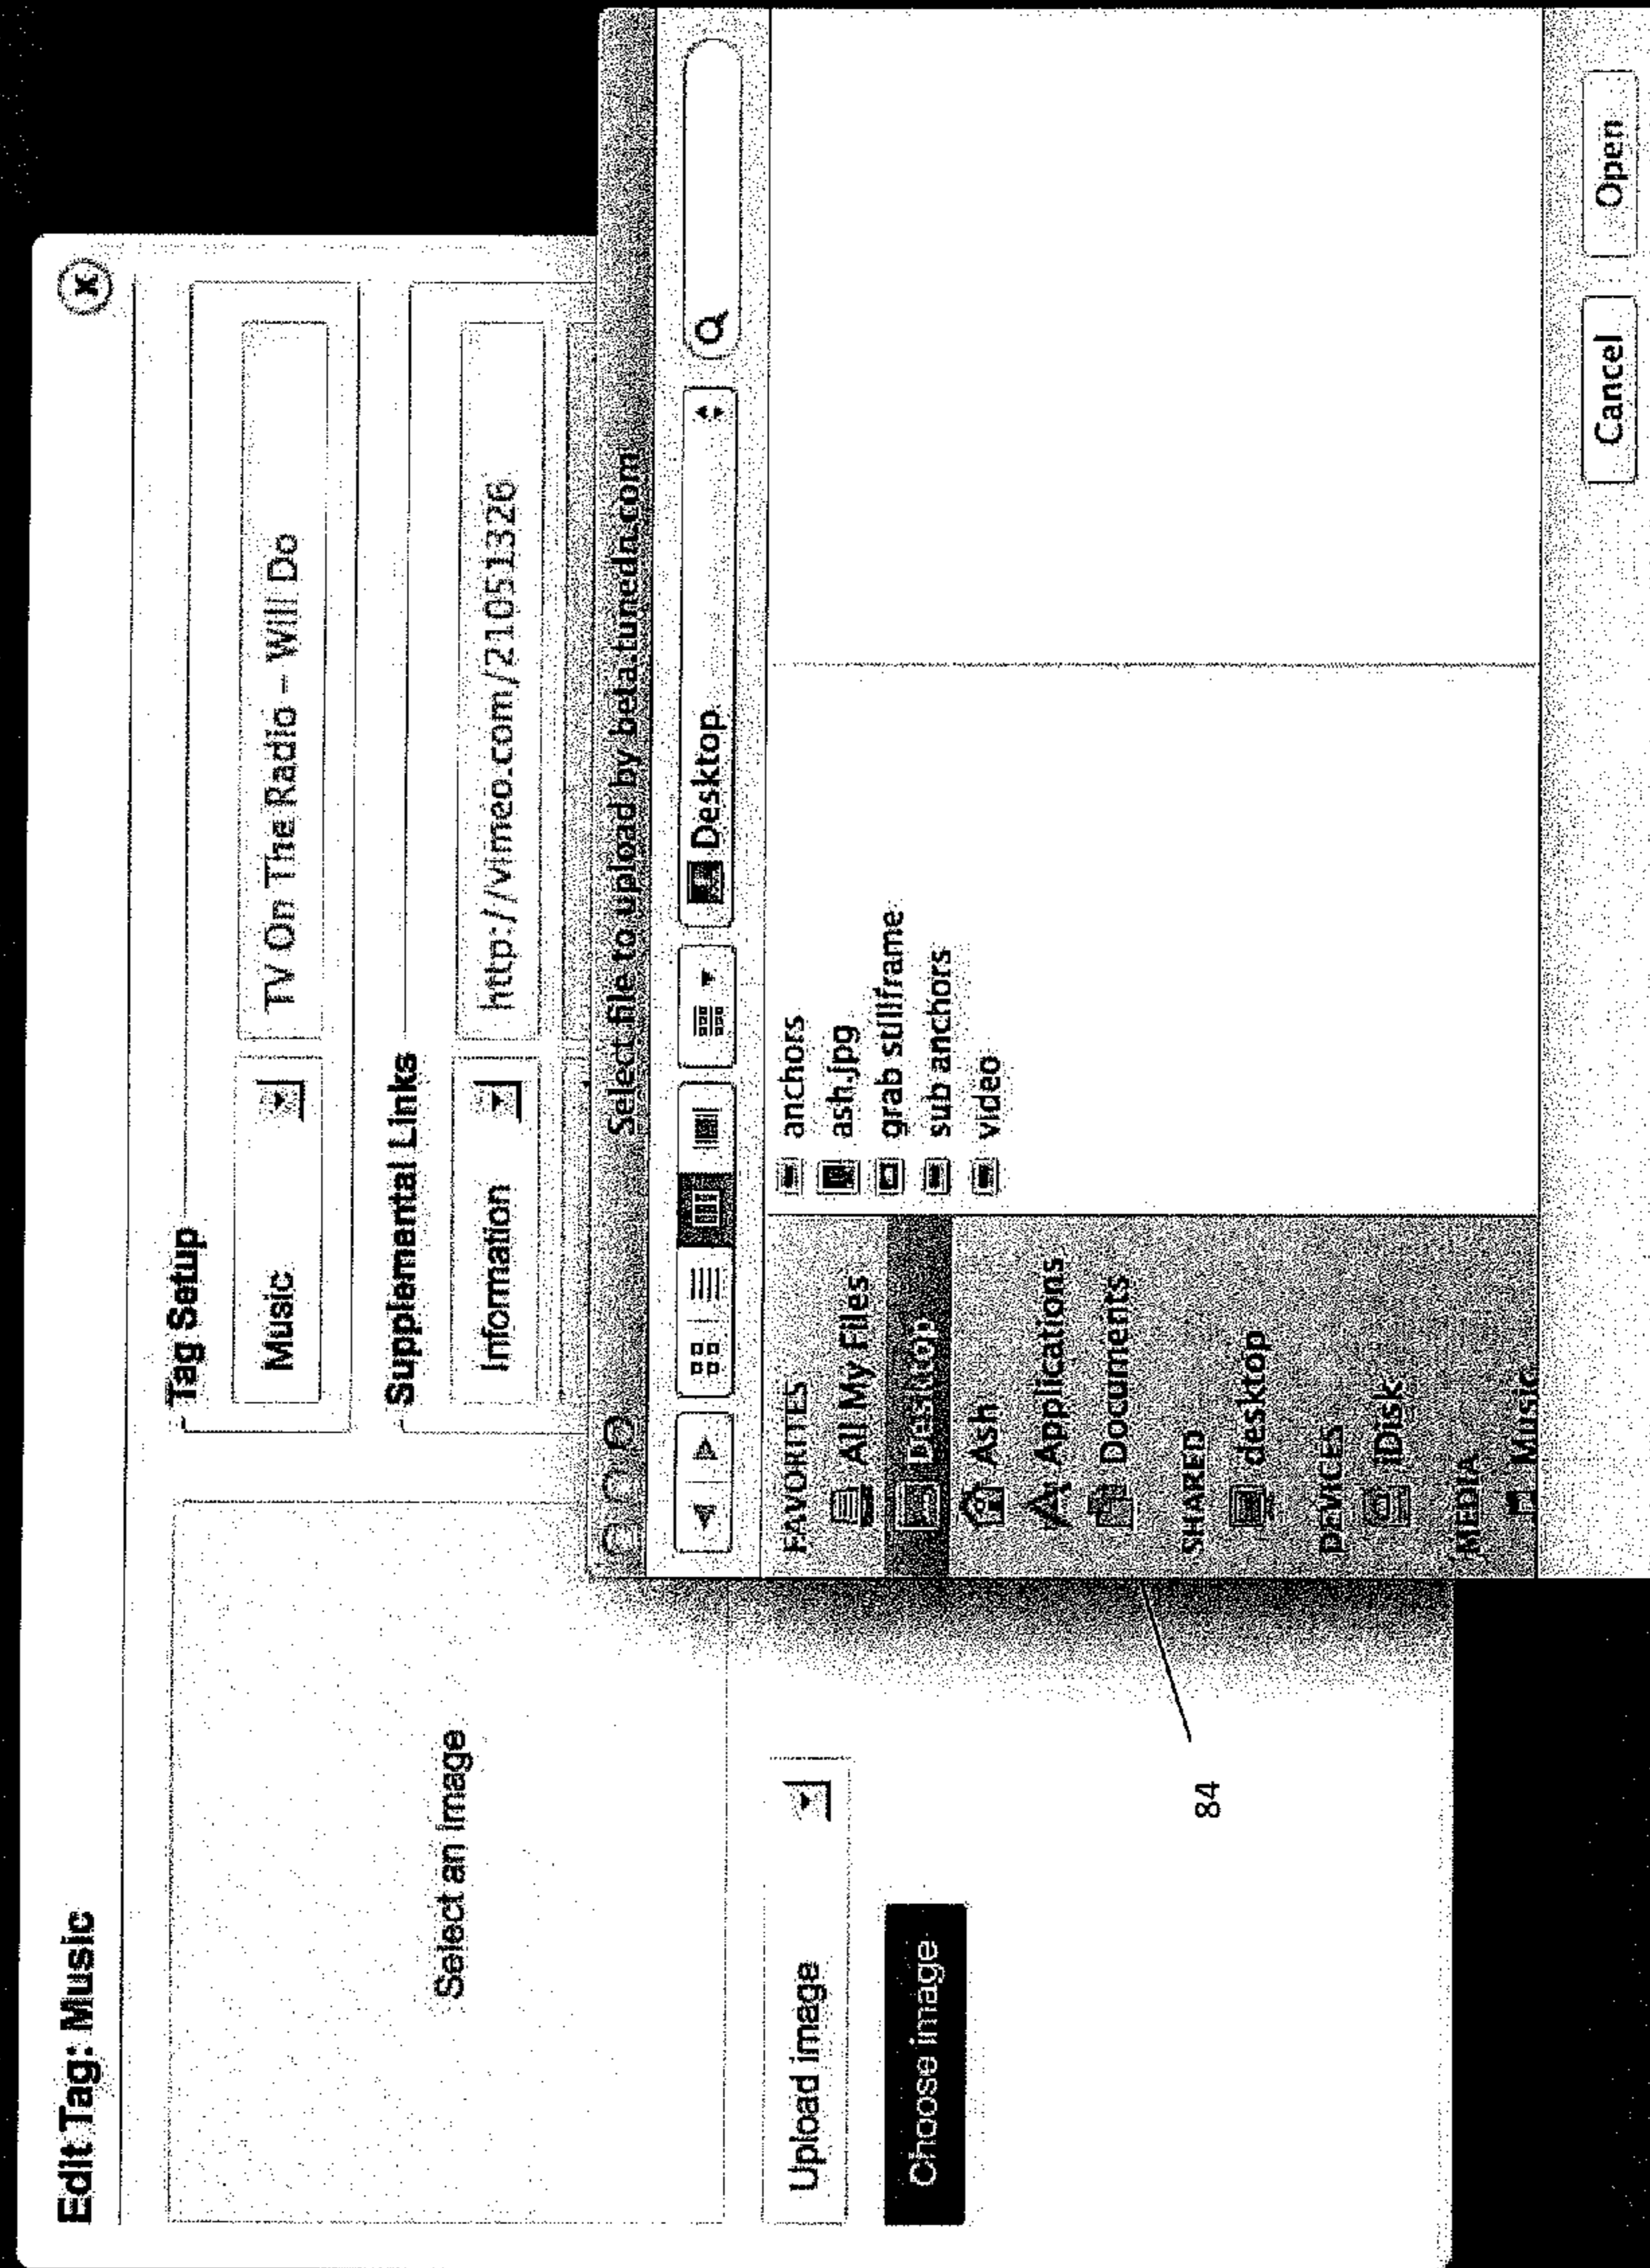 Edit Tag: Music
X
Select an image
Upload image
Choose image
Tag Setup
Music
TV On The Radio – Will Do
Supplemental Links
Information
http://vimeo.com/21051326
Select file to upload by beta.tunedn.com
Desktop
FAVORITES
All My Files
Desktop
Ash
Applications
Documents
SHARED
desktop
DEVICES
iDisk
MEDIA
Music
anchors
ash.jpg
grab stillframe
sub anchors
video
Cancel
Open
84